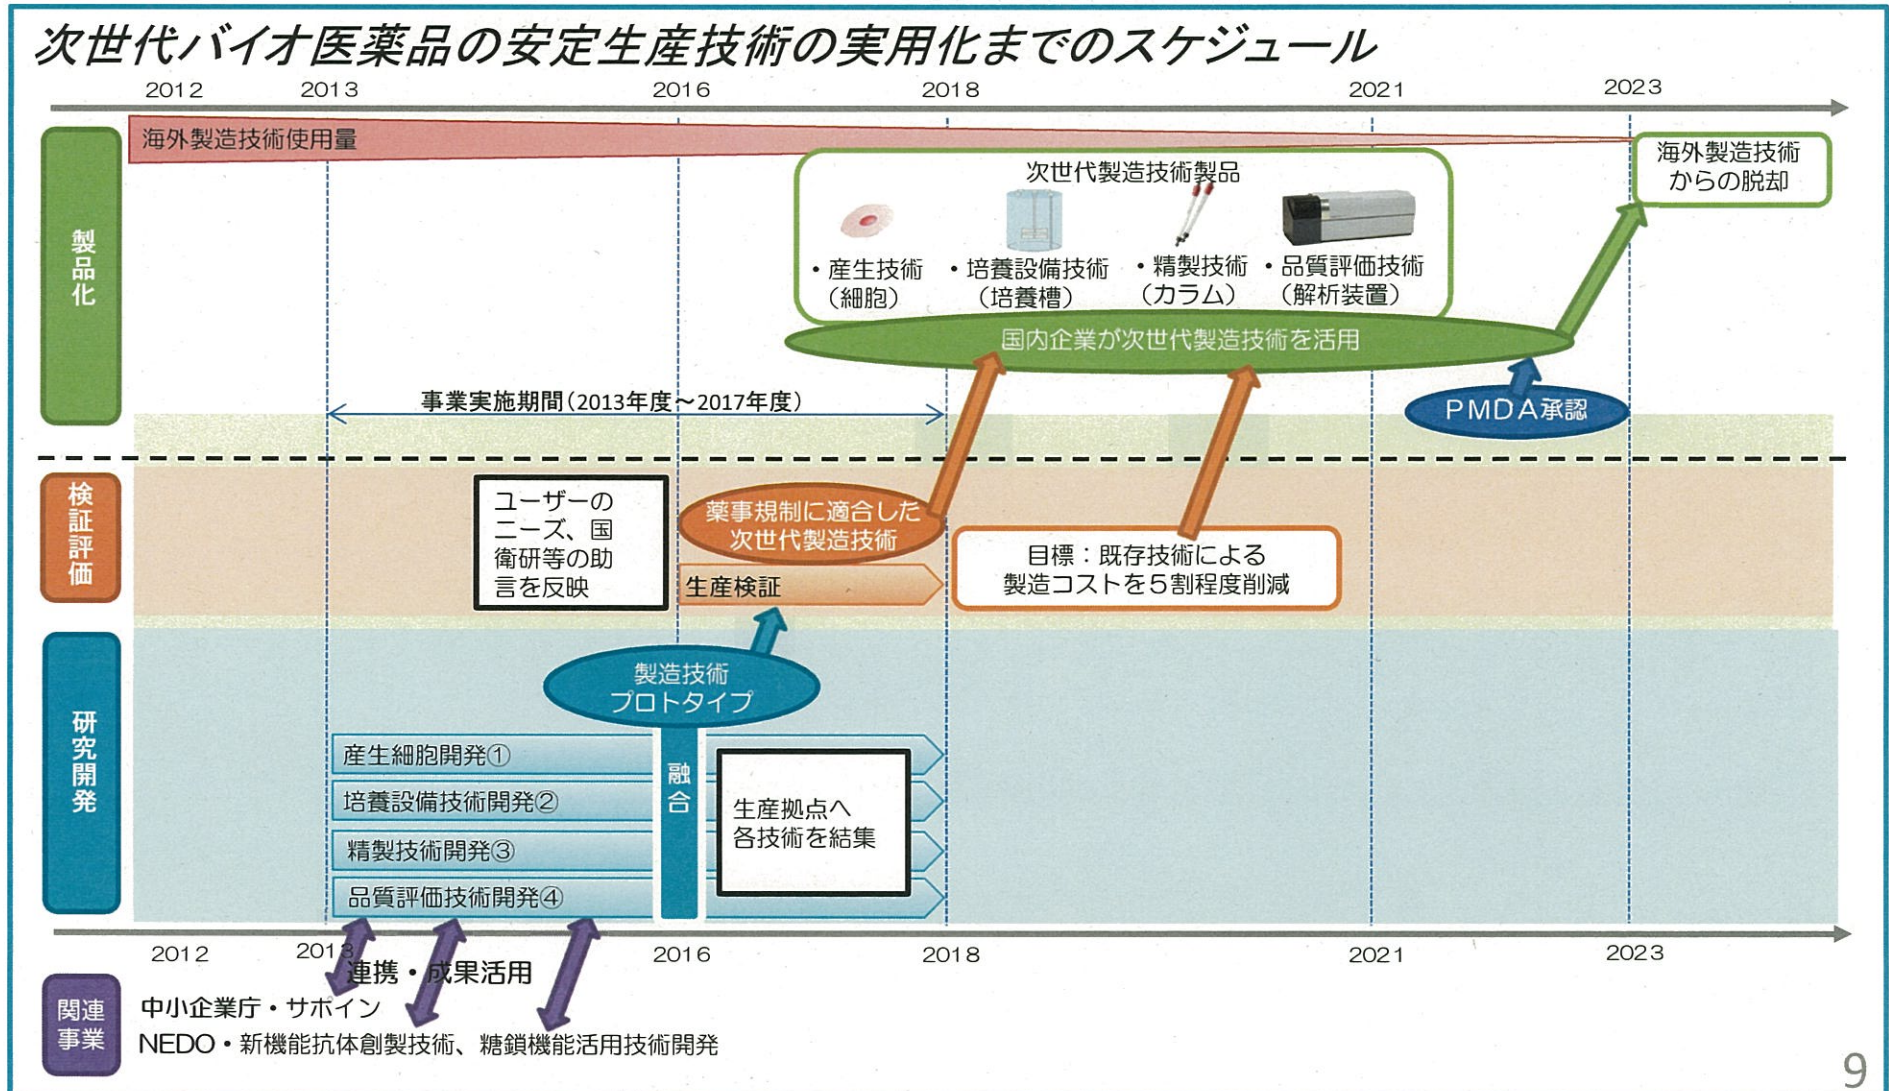 次世代バイオ医薬品の安定生産技術の実用化までのスケジュール
2012 2013 2016 2018 2021 2023
製品化
海外製造技術使用量
海外製造技術
からの脱却
次世代製造技術製品
・産生技術
(細胞)
・培養設備技術
(培養槽)
・精製技術
(カラム)
・品質評価技術
(解析装置)
国内企業が次世代製造技術を活用
事業実施期間(2013年度~2017年度)
PMDA承認
検証評価
ユーザーの
ニーズ、国
衛研等の助
言を反映
薬事規制に適合した
次世代製造技術
生産検証
目標:既存技術による
製造コストを5割程度削減
研究開発
製造技術
プロトタイプ
融合
産生細胞開発①
培養設備技術開発②
精製技術開発③
品質評価技術開発④
生産拠点へ
各技術を結集
2012 2013 2016 2018 2021 2023
連携・成果活用
関連
事業
中小企業庁・サポイン
NEDO・新機能抗体創製技術、糖鎖機能活用技術開発
9